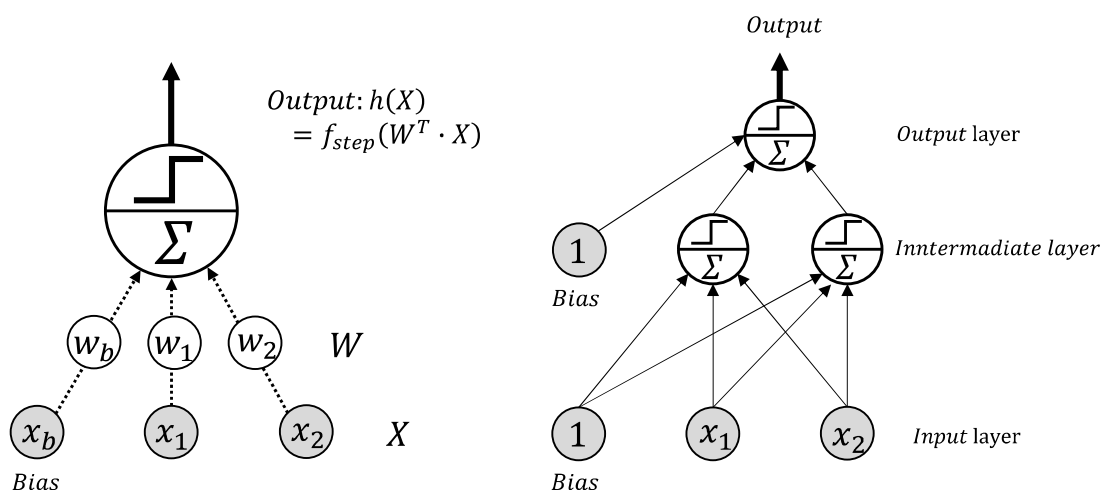 Output: h(X)
= f_step(W^T · X)
Σ
w_b w_1 w_2 W
x_b x_1 x_2 X
Bias
Output
Output layer
Σ
1 Σ Σ Inntermadiate layer
Bias
1 x_1 x_2 Input layer
Bias